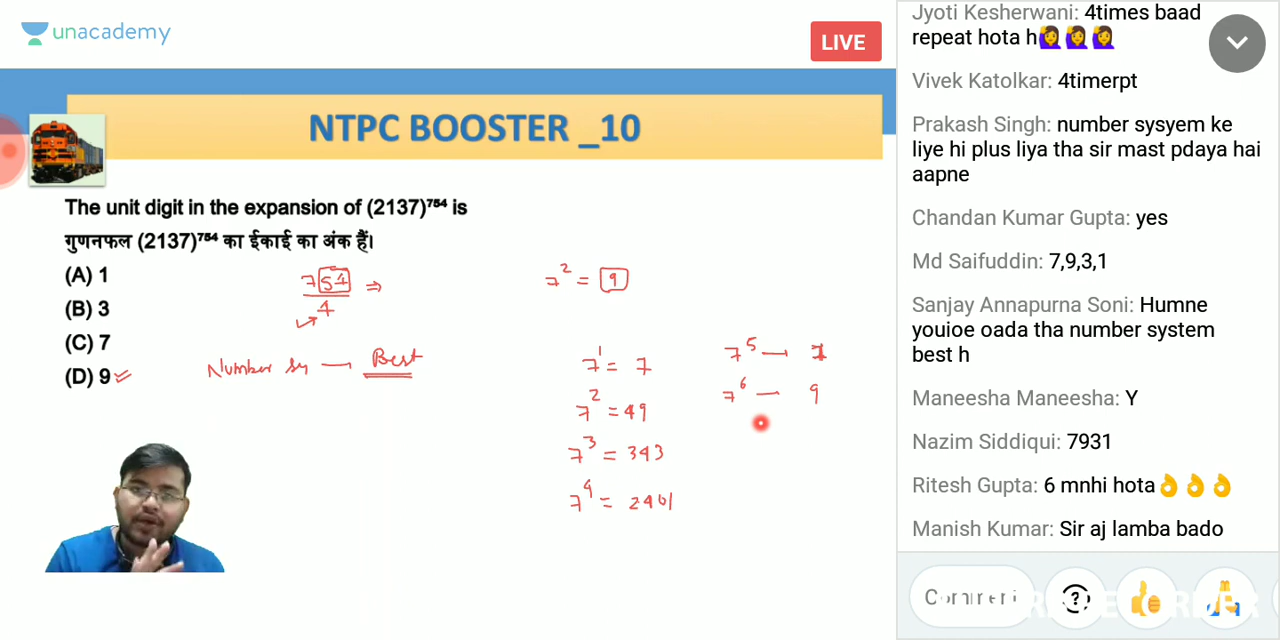 unacademy
LIVE
NTPC BOOSTER _10
The unit digit in the expansion of (2137)⁷⁵⁴ is
गुणनफल (2137)⁷⁵⁴ का ईकाई का अंक हैं।
(A) 1
(B) 3
(C) 7
(D) 9
754 ⇒
4
7² = 9
Number sy — Best
7¹ = 7
7² = 49
7³ = 343
7⁴ = 2401
7⁵ —
7⁶ — 9
Jyoti Kesherwani: 4times baad
repeat hota h🙋‍♀️🙋‍♀️🙋‍♀️
Vivek Katolkar: 4timerpt
Prakash Singh: number sysyem ke
liye hi plus liya tha sir mast pdaya hai
aapne
Chandan Kumar Gupta: yes
Md Saifuddin: 7,9,3,1
Sanjay Annapurna Soni: Humne
youioe oada tha number system
best h
Maneesha Maneesha: Y
Nazim Siddiqui: 7931
Ritesh Gupta: 6 mnhi hota👌👌👌
Manish Kumar: Sir aj lamba bado